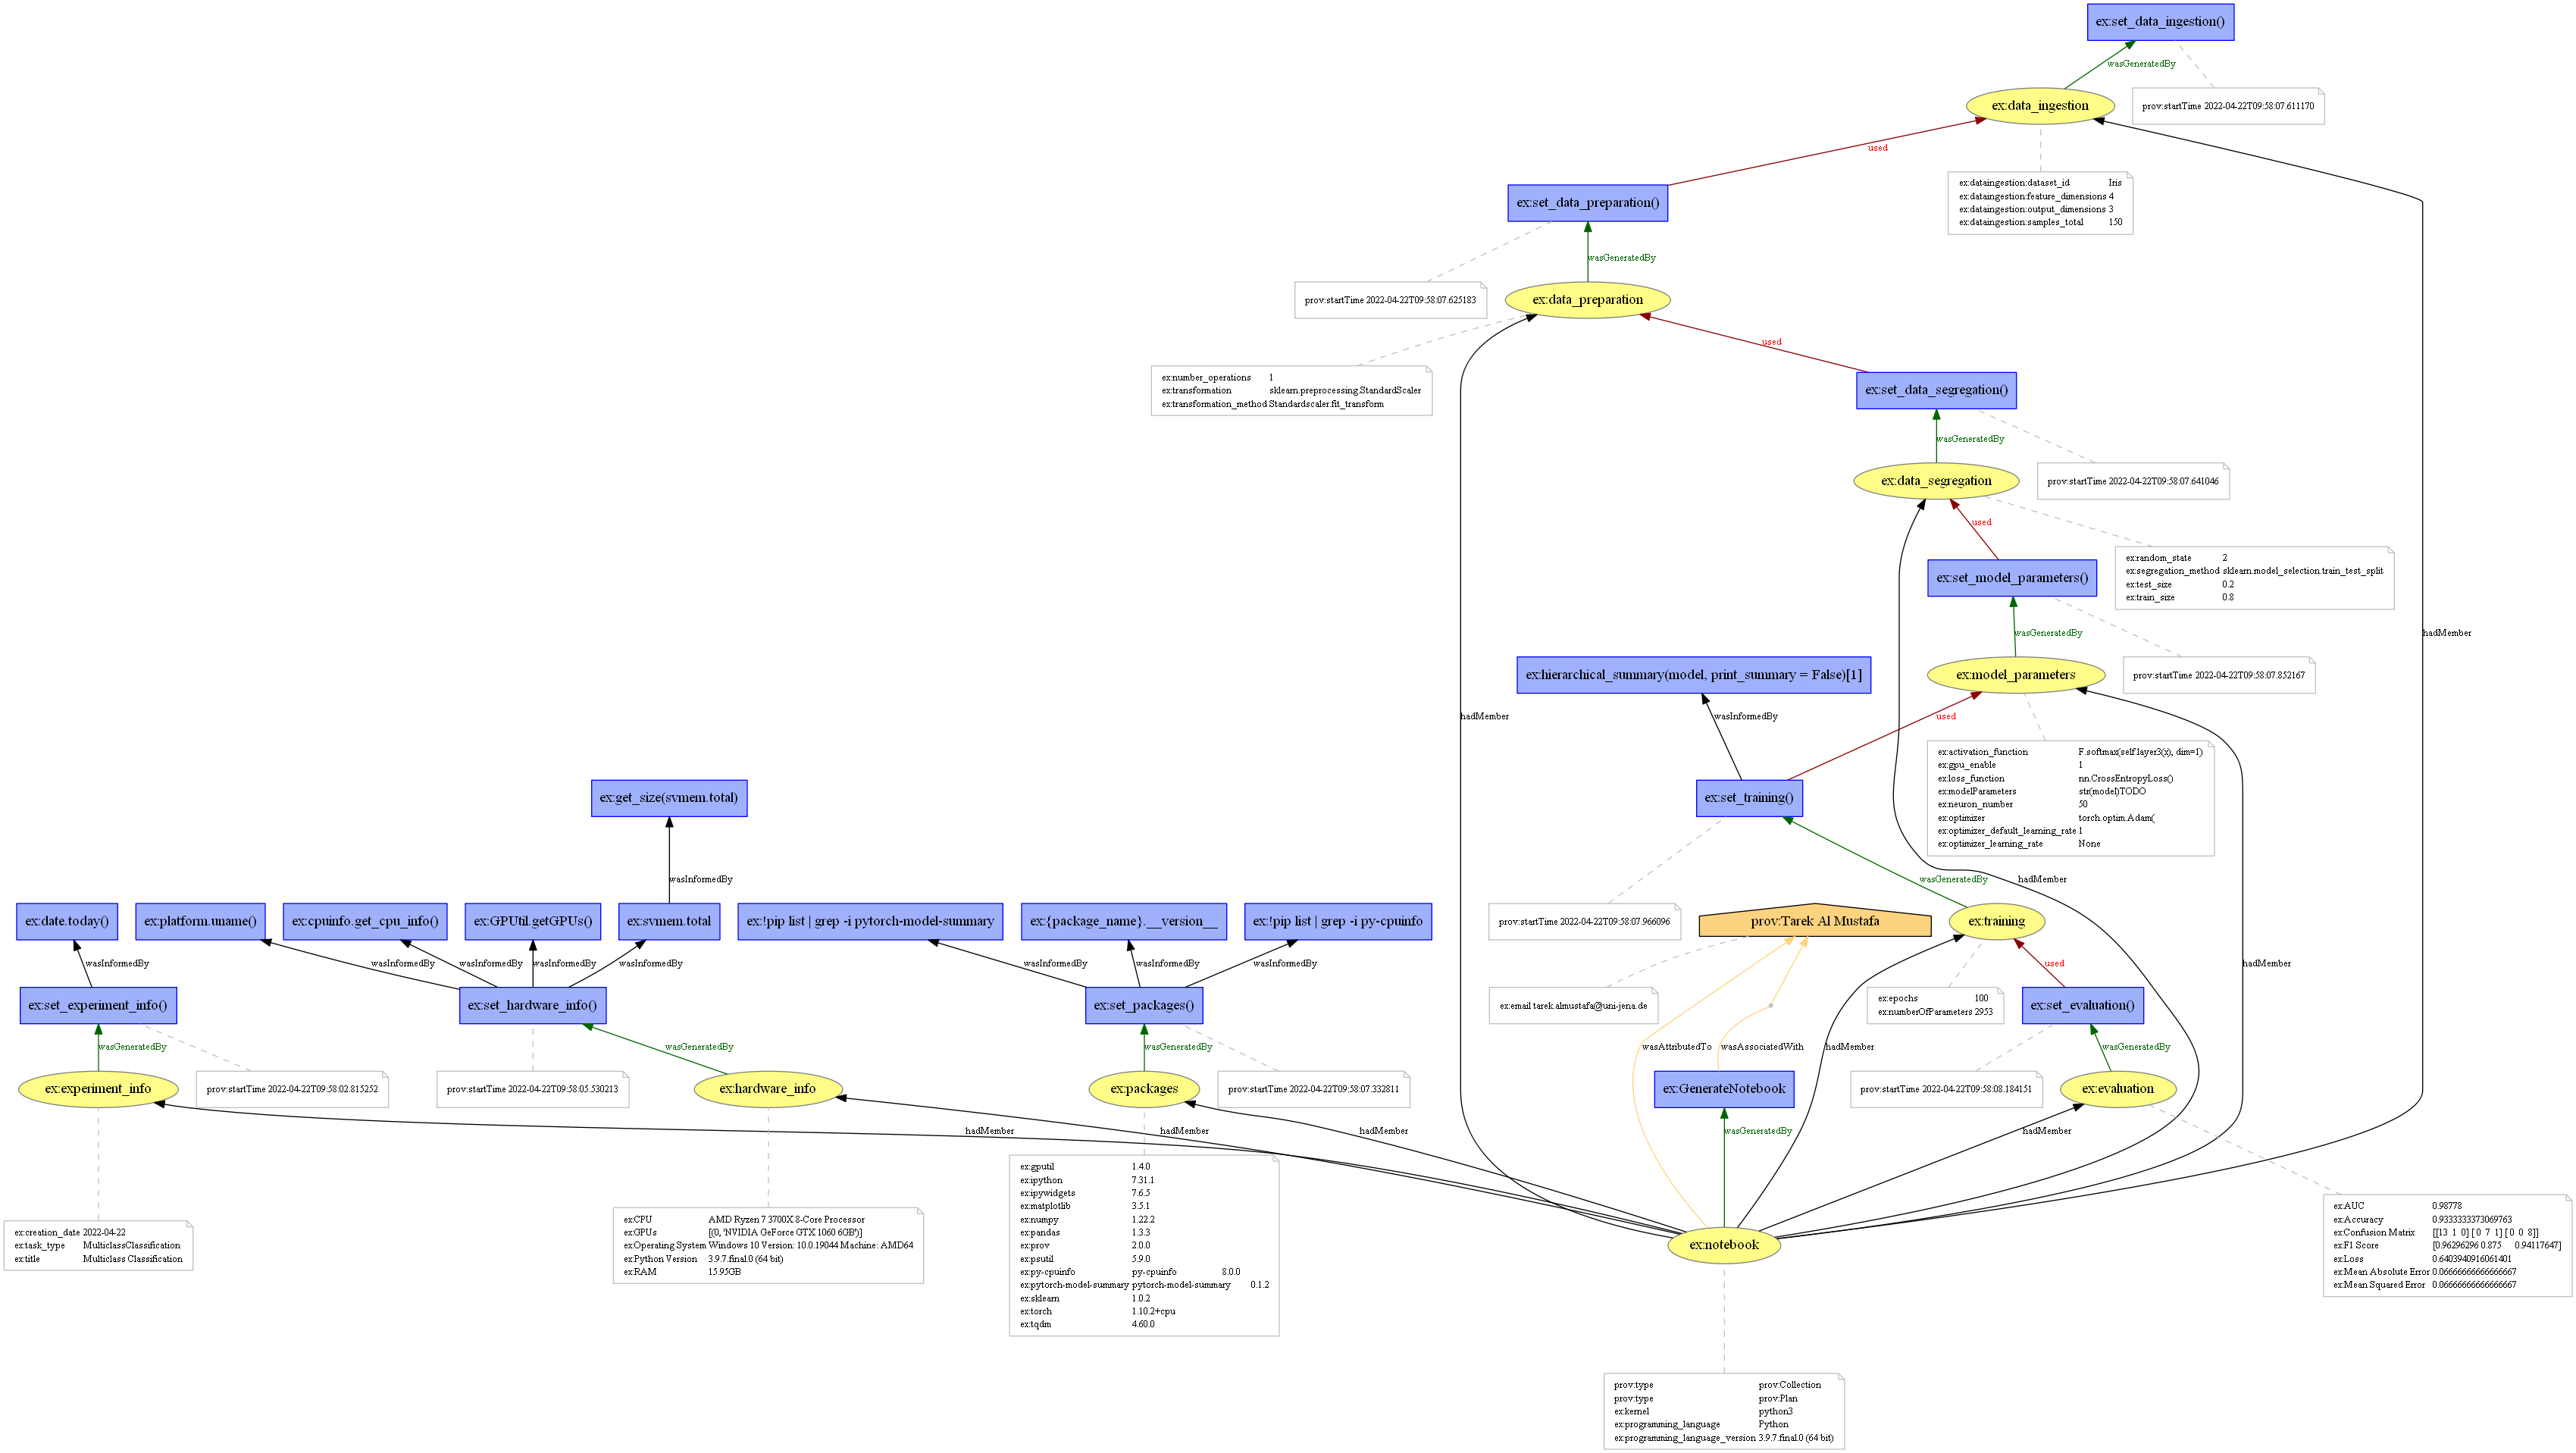 ex:set_data_ingestion()
wasGeneratedBy
ex:data_ingestion
prov:startTime 2022-04-22T09:58:07.611170
used
ex:dataingestion:dataset_id Iris
ex:dataingestion:feature_dimensions 4
ex:dataingestion:output_dimensions 3
ex:dataingestion:samples_total 150
ex:set_data_preparation()
wasGeneratedBy
prov:startTime 2022-04-22T09:58:07.625183
ex:data_preparation
used
ex:number_operations 1
ex:transformation sklearn.preprocessing.StandardScaler
ex:transformation_method Standardscaler.fit_transform
ex:set_data_segregation()
wasGeneratedBy
ex:data_segregation
prov:startTime 2022-04-22T09:58:07.641046
used
ex:random_state 2
ex:segregation_method sklearn.model_selection.train_test_split
ex:test_size 0.2
ex:train_size 0.8
ex:set_model_parameters()
wasGeneratedBy
hadMember
ex:hierarchical_summary(model, print_summary = False)[1]
ex:model_parameters
prov:startTime 2022-04-22T09:58:07.852167
hadMember
wasInformedBy
used
ex:activation_function F.softmax(self.layer3(x), dim=1)
ex:gpu_enable 1
ex:loss_function nn.CrossEntropyLoss()
ex:modelParameters str(model)TODO
ex:neuron_number 50
ex:optimizer torch.optim.Adam(
ex:optimizer_default_learning_rate 1
ex:optimizer_learning_rate None
ex:get_size(svmem.total)
ex:set_training()
wasInformedBy
wasGeneratedBy
hadMember
ex:date.today()
ex:platform.uname()
ex:cpuinfo.get_cpu_info()
ex:GPUtil.getGPUs()
ex:svmem.total
ex:!pip list | grep -i pytorch-model-summary
ex:{package_name}.__version__
ex:!pip list | grep -i py-cpuinfo
prov:startTime 2022-04-22T09:58:07.966096
prov:Tarek Al Mustafa
ex:training
wasInformedBy
wasInformedBy
wasInformedBy
wasInformedBy
wasInformedBy
wasInformedBy
wasInformedBy
wasInformedBy
used
hadMember
ex:set_experiment_info()
ex:set_hardware_info()
ex:set_packages()
ex:email tarek.almustafa@uni-jena.de
ex:epochs 100
ex:numberOfParameters 2953
ex:set_evaluation()
wasGeneratedBy
wasGeneratedBy
wasGeneratedBy
wasAttributedTo
wasAssociatedWith
hadMember
wasGeneratedBy
ex:experiment_info
prov:startTime 2022-04-22T09:58:02.815252
prov:startTime 2022-04-22T09:58:05.530213
ex:hardware_info
ex:packages
prov:startTime 2022-04-22T09:58:07.332811
ex:GenerateNotebook
prov:startTime 2022-04-22T09:58:08.184151
ex:evaluation
hadMember
hadMember
hadMember
wasGeneratedBy
hadMember
ex:creation_date 2022-04-22
ex:task_type MulticlassClassification
ex:title Multiclass Classification
ex:CPU AMD Ryzen 7 3700X 8-Core Processor
ex:GPUs [(0, 'NVIDIA GeForce GTX 1060 6GB')]
ex:Operating System Windows 10 Version: 10.0.19044 Machine: AMD64
ex:Python Version 3.9.7.final.0 (64 bit)
ex:RAM 15.95GB
ex:gputil 1.4.0
ex:ipython 7.31.1
ex:ipywidgets 7.6.5
ex:matplotlib 3.5.1
ex:numpy 1.22.2
ex:pandas 1.3.3
ex:prov 2.0.0
ex:psutil 5.9.0
ex:py-cpuinfo py-cpuinfo 8.0.0
ex:pytorch-model-summary pytorch-model-summary 0.1.2
ex:sklearn 1.0.2
ex:torch 1.10.2+cpu
ex:tqdm 4.60.0
ex:notebook
ex:AUC 0.98778
ex:Accuracy 0.9333333373069763
ex:Confusion Matrix [[13 1 0] [ 0 7 1] [ 0 0 8]]
ex:F1 Score [0.96296296 0.875 0.94117647]
ex:Loss 0.6403940916061401
ex:Mean Absolute Error 0.06666666666666667
ex:Mean Squared Error 0.06666666666666667
prov:type prov:Collection
prov:type prov:Plan
ex:kernel python3
ex:programming_language Python
ex:programming_language_version 3.9.7.final.0 (64 bit)